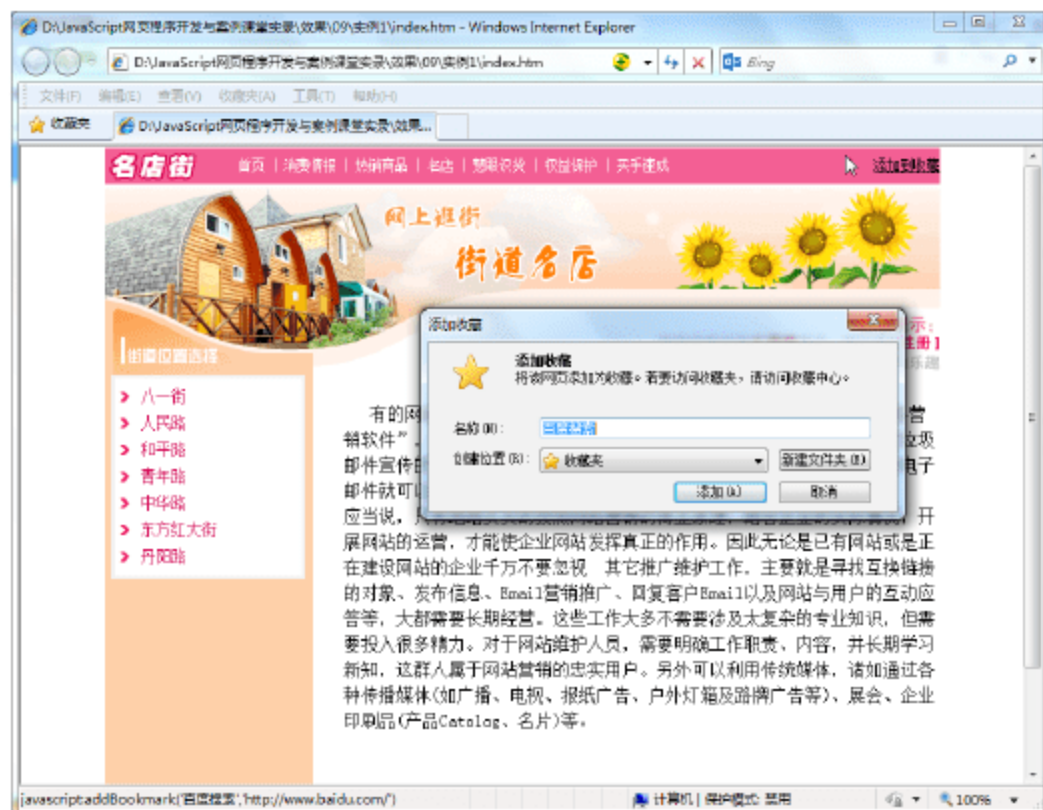 D:\JavaScript网页程序开发与案例课堂实录\效果\09\实例1\index.htm - Windows Internet Explorer
D:\JavaScript网页程序开发与案例课堂实录\效果\09\实例1\index.htm
Bing
文件(F) 编辑(E) 查看(V) 收藏夹(A) 工具(T) 帮助(H)
收藏夹 D:\JavaScript网页程序开发与案例课堂实录\效果...
名店街 首页 | 消费情报 | 热销商品 | 名店 | 慧眼识货 | 权益保护 | 买手速成 添加到收藏
网上逛街
街道名店
示:
册 】
乐趣
街道位置选择
八一街
人民路
和平路
青年路
中华路
东方红大街
丹阳路
添加收藏
添加收藏
将该网页添加为收藏。若要访问收藏夹，请访问收藏中心。
名称(N): 百度搜索
创建位置(R): 收藏夹 新建文件夹(E)
添加(A) 取消
有的网 营
销软件” 垃圾
邮件宣传的 电子
邮件就可以
应当说， 开
展网站的运营，才能使企业网站发挥真正的作用。因此无论是已有网站或是正
在建设网站的企业千万不要忽视 其它推广维护工作。主要就是寻找互换链接
的对象、发布信息、Email营销推广、回复客户Email以及网站与用户的互动应
答等，大都需要长期经营。这些工作大多不需要涉及太复杂的专业知识，但需
要投入很多精力。对于网站维护人员，需要明确工作职责、内容，并长期学习
新知，这群人属于网站营销的忠实用户。另外可以利用传统媒体，诸如通过各
种传播媒体(如广播、电视、报纸广告、户外灯箱及路牌广告等)、展会、企业
印刷品(产品Catolog、名片)等。
javascript:addBookmark('百度搜索','http://www.baidu.com/') 计算机 | 保护模式: 禁用 100%